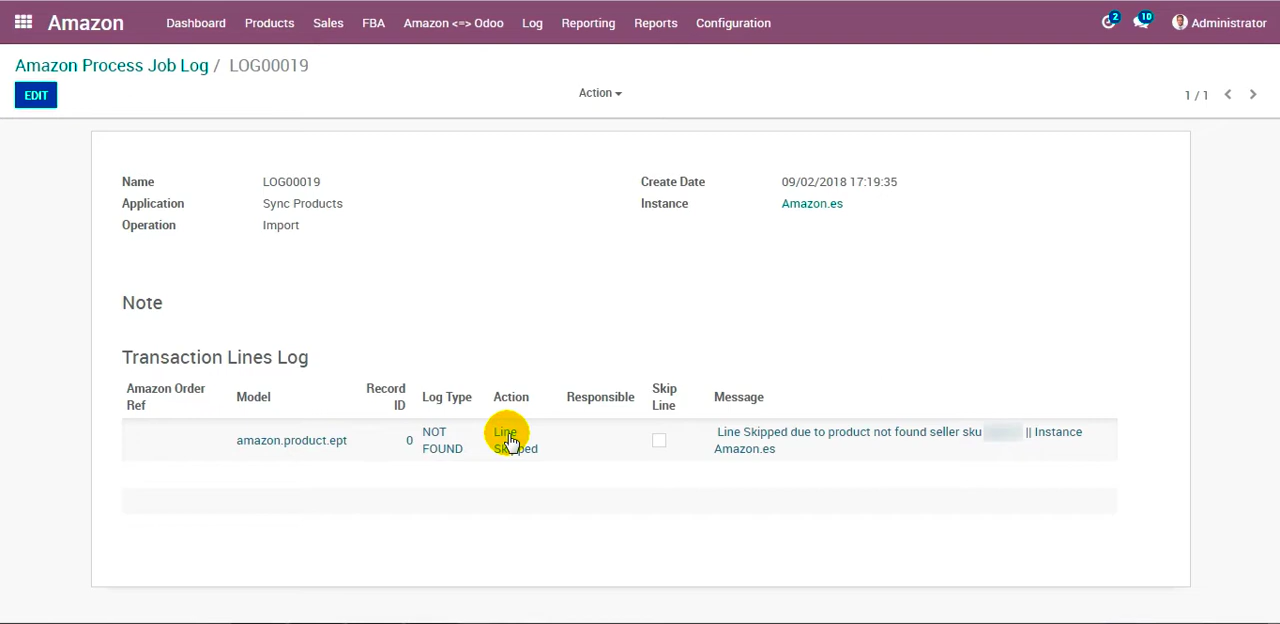 Amazon Dashboard Products Sales FBA Amazon <=> Odoo Log Reporting Reports Configuration 2 10 Administrator
Amazon Process Job Log / LOG00019
EDIT Action 1 / 1
Name LOG00019 Create Date 09/02/2018 17:19:35
Application Sync Products Instance Amazon.es
Operation Import
Note
Transaction Lines Log
Amazon Order Ref Model Record ID Log Type Action Responsible Skip Line Message
amazon.product.ept 0 NOT FOUND Line Skipped Line Skipped due to product not found seller sku || Instance Amazon.es